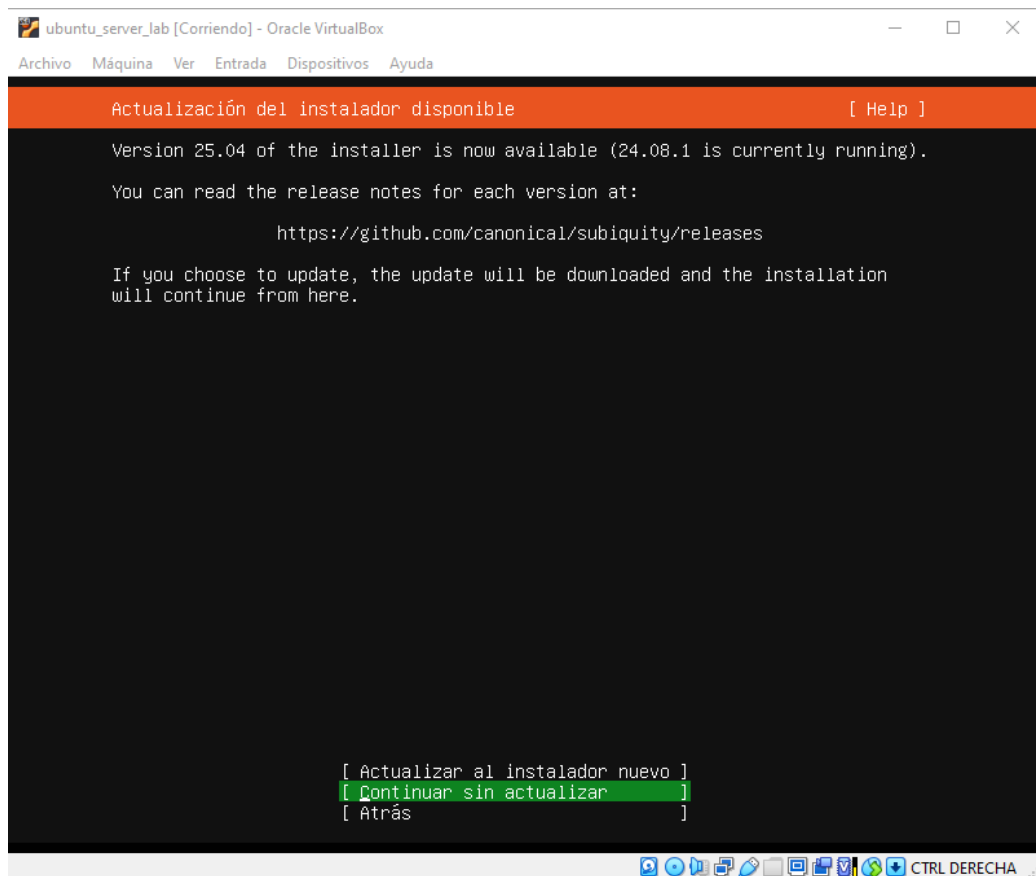 ubuntu_server_lab [Corriendo] - Oracle VirtualBox
Archivo Máquina Ver Entrada Dispositivos Ayuda
Actualización del instalador disponible [ Help ]
Version 25.04 of the installer is now available (24.08.1 is currently running).
You can read the release notes for each version at:
https://github.com/canonical/subiquity/releases
If you choose to update, the update will be downloaded and the installation
will continue from here.
[ Actualizar al instalador nuevo ]
[ Continuar sin actualizar ]
[ Atrás ]
CTRL DERECHA